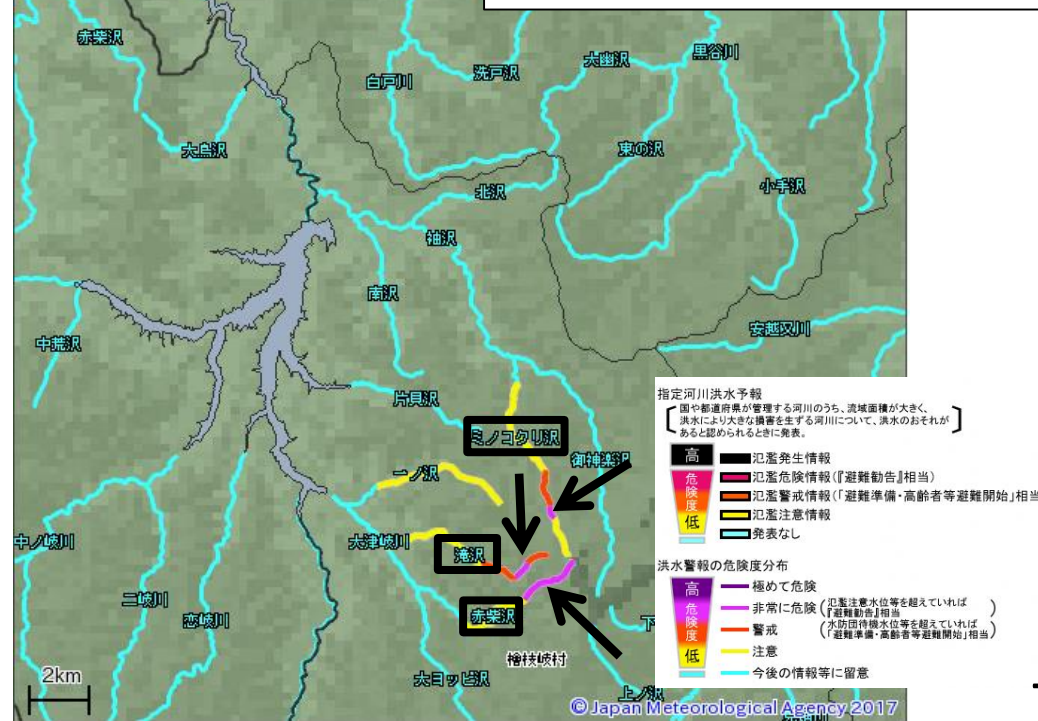 赤柴沢
白戸川
洗戸沢
大幽沢
黒谷川
大鳥沢
東の沢
北沢
小手沢
袖沢
南沢
安越又川
中荒沢
片貝沢
ミノコクリ沢
御神楽沢
一ノ沢
中ノ岐川
大津岐川
滝沢
二岐川
恋岐川
赤柴沢
下
檜枝岐村
大ヨッピ沢
上ノ沢
2km
© Japan Meteorological Agency 2017
指定河川洪水予報
国や都道府県が管理する河川のうち、流域面積が大きく、
洪水により大きな損害を生ずる河川について、洪水のおそれが
あると認められるときに発表。
高
危険度
低
氾濫発生情報
氾濫危険情報(『避難勧告』相当)
氾濫警戒情報(「避難準備・高齢者等避難開始」相当
氾濫注意情報
発表なし
洪水警報の危険度分布
高
危険度
低
極めて危険
非常に危険(氾濫注意水位等を超えていれば
『避難勧告』相当)
警戒(水防団待機水位等を超えていれば
「避難準備・高齢者等避難開始」相当)
注意
今後の情報等に留意